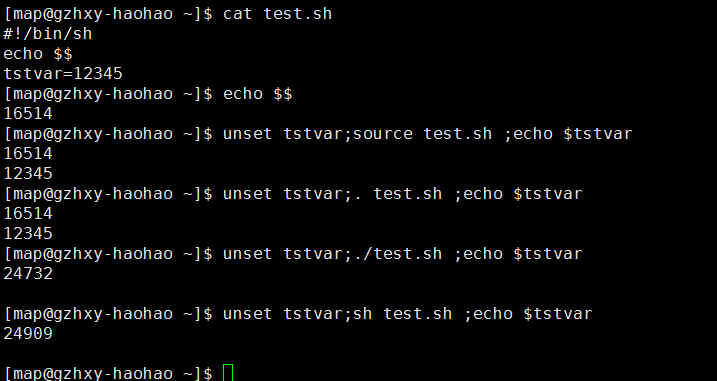 [map@gzhxy-haohao ~]$ cat test.sh
#!/bin/sh
echo $$
tstvar=12345
[map@gzhxy-haohao ~]$ echo $$
16514
[map@gzhxy-haohao ~]$ unset tstvar;source test.sh ;echo $tstvar
16514
12345
[map@gzhxy-haohao ~]$ unset tstvar;. test.sh ;echo $tstvar
16514
12345
[map@gzhxy-haohao ~]$ unset tstvar;./test.sh ;echo $tstvar
24732

[map@gzhxy-haohao ~]$ unset tstvar;sh test.sh ;echo $tstvar
24909

[map@gzhxy-haohao ~]$